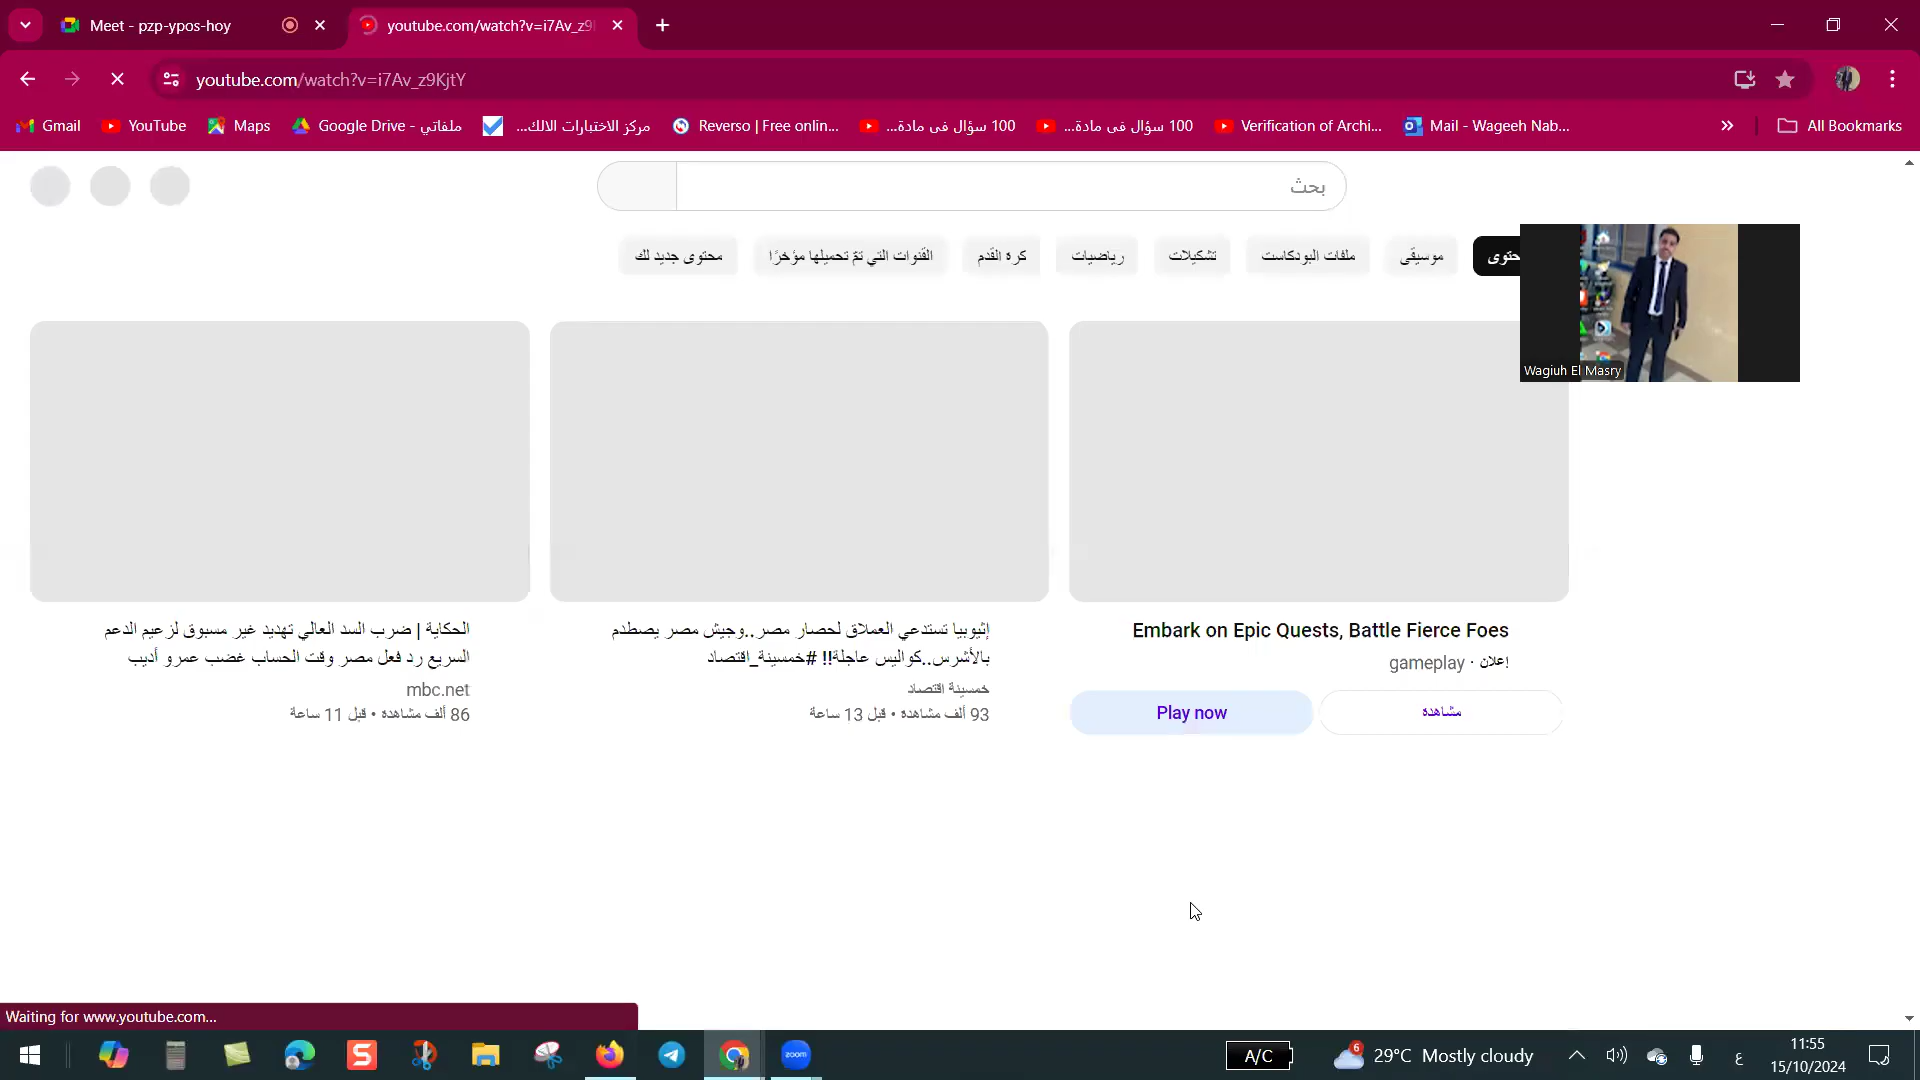 Meet - pzp-ypos-hoy
youtube.com/watch?v=i7Av_z9
youtube.com/watch?v=i7Av_z9KjtY
Gmail
YouTube
Maps
Google Drive - ملفاتي
مركز الاختبارات الالك...
Reverso | Free onlin...
100 سؤال فى مادة...
100 سؤال فى مادة...
Verification of Archi...
Mail - Wageeh Nab...
All Bookmarks
بحث
موسيقى
ملفات البودكاست
تشكيلات
رياضيات
كرة القدم
القنوات التي تمّ تحميلها مؤخرًا
محتوى جديد لك
Wagiuh El Masry
Embark on Epic Quests, Battle Fierce Foes
إعلان · gameplay
مشاهدة
Play now
إثيوبيا تستدعي العملاق لحصار مصر..وجيش مصر يصطدم
بالأشرس..كواليس عاجلة!! #خمسينة_اقتصاد
خمسينة اقتصاد
93 ألف مشاهدة • قبل 13 ساعة
الحكاية | ضرب السد العالي تهديد غير مسبوق لزعيم الدعم
السريع رد فعل مصر وقت الحساب غضب عمرو أديب
mbc.net
86 ألف مشاهدة • قبل 11 ساعة
Waiting for www.youtube.com...
zoom
A/C
6
29°C Mostly cloudy
ع
11:55
15/10/2024